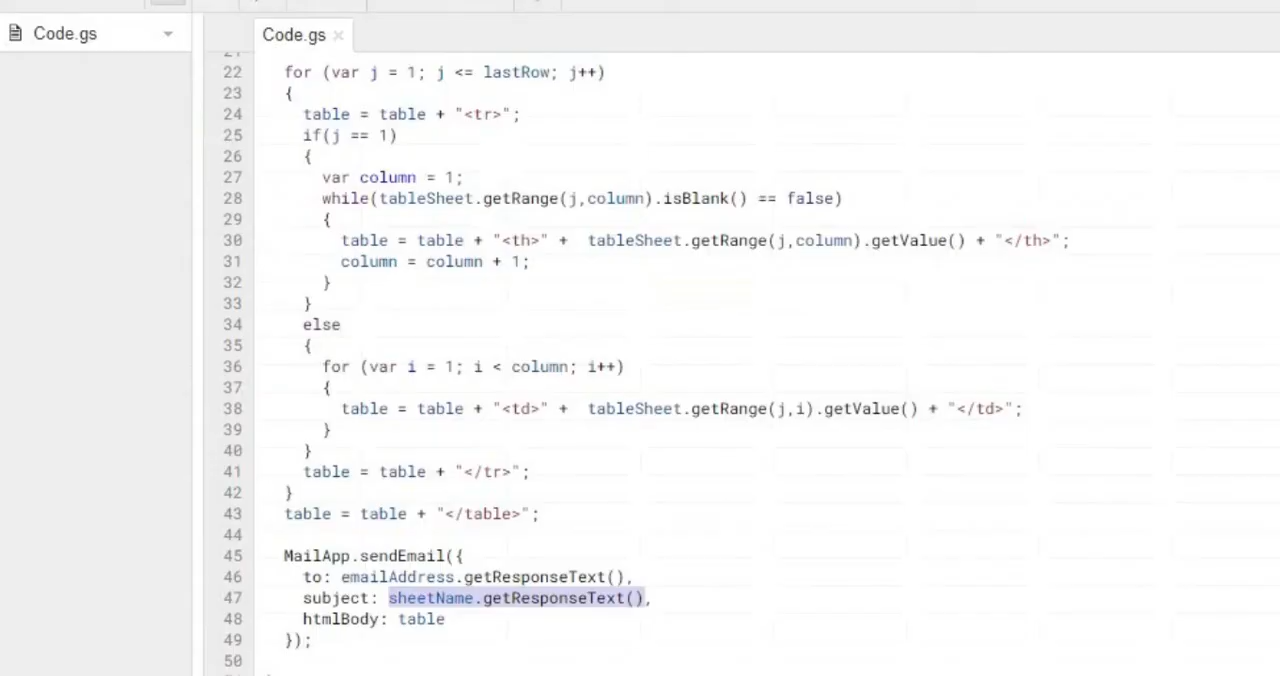 Code.gs
Code.gs ×
22 for (var j = 1; j <= lastRow; j++)
23 {
24 table = table + "<tr>";
25 if(j == 1)
26 {
27 var column = 1;
28 while(tableSheet.getRange(j,column).isBlank() == false)
29 {
30 table = table + "<th>" +  tableSheet.getRange(j,column).getValue() + "</th>";
31 column = column + 1;
32 }
33 }
34 else
35 {
36 for (var i = 1; i < column; i++)
37 {
38 table = table + "<td>" +  tableSheet.getRange(j,i).getValue() + "</td>";
39 }
40 }
41 table = table + "</tr>";
42 }
43 table = table + "</table>";
44
45 MailApp.sendEmail({
46 to: emailAddress.getResponseText(),
47 subject: sheetName.getResponseText(),
48 htmlBody: table
49 });
50